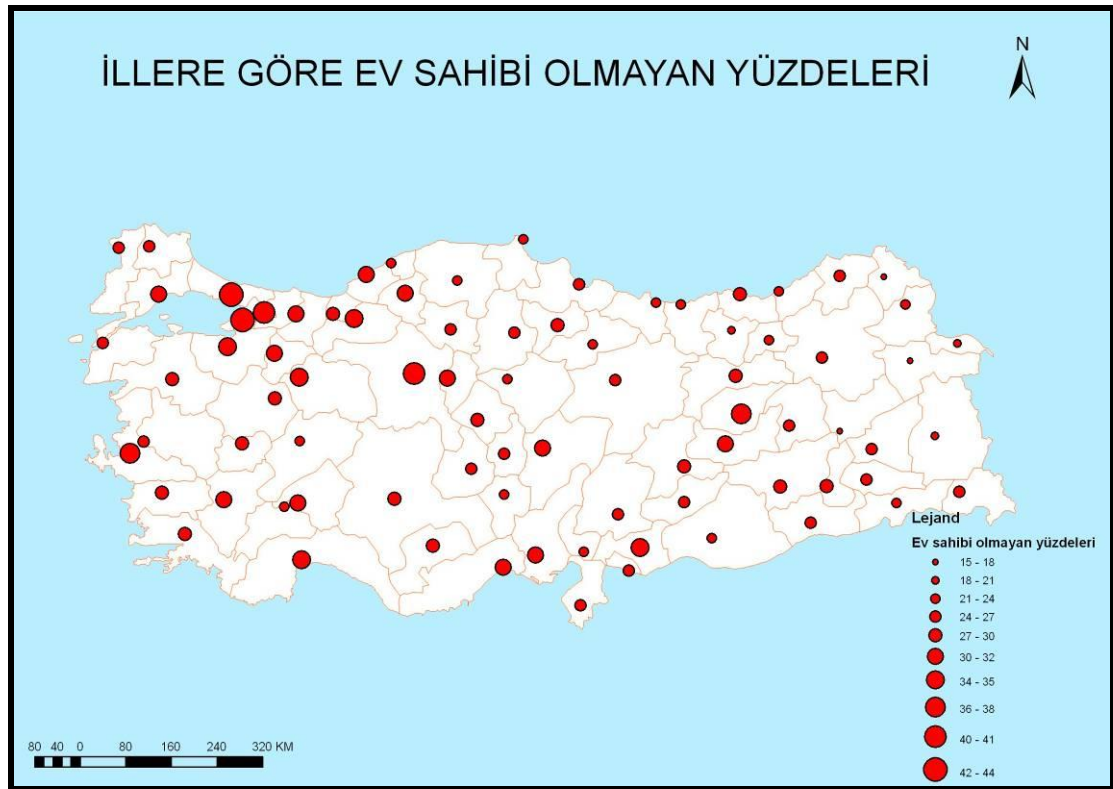 İLLERE GÖRE EV SAHİBİ OLMAYAN YÜZDELERİ
N
Lejand
Ev sahibi olmayan yüzdeleri
15 - 18
18 - 21
21 - 24
24 - 27
27 - 30
30 - 32
34 - 35
36 - 38
40 - 41
42 - 44
80 40 0 80 160 240 320 KM